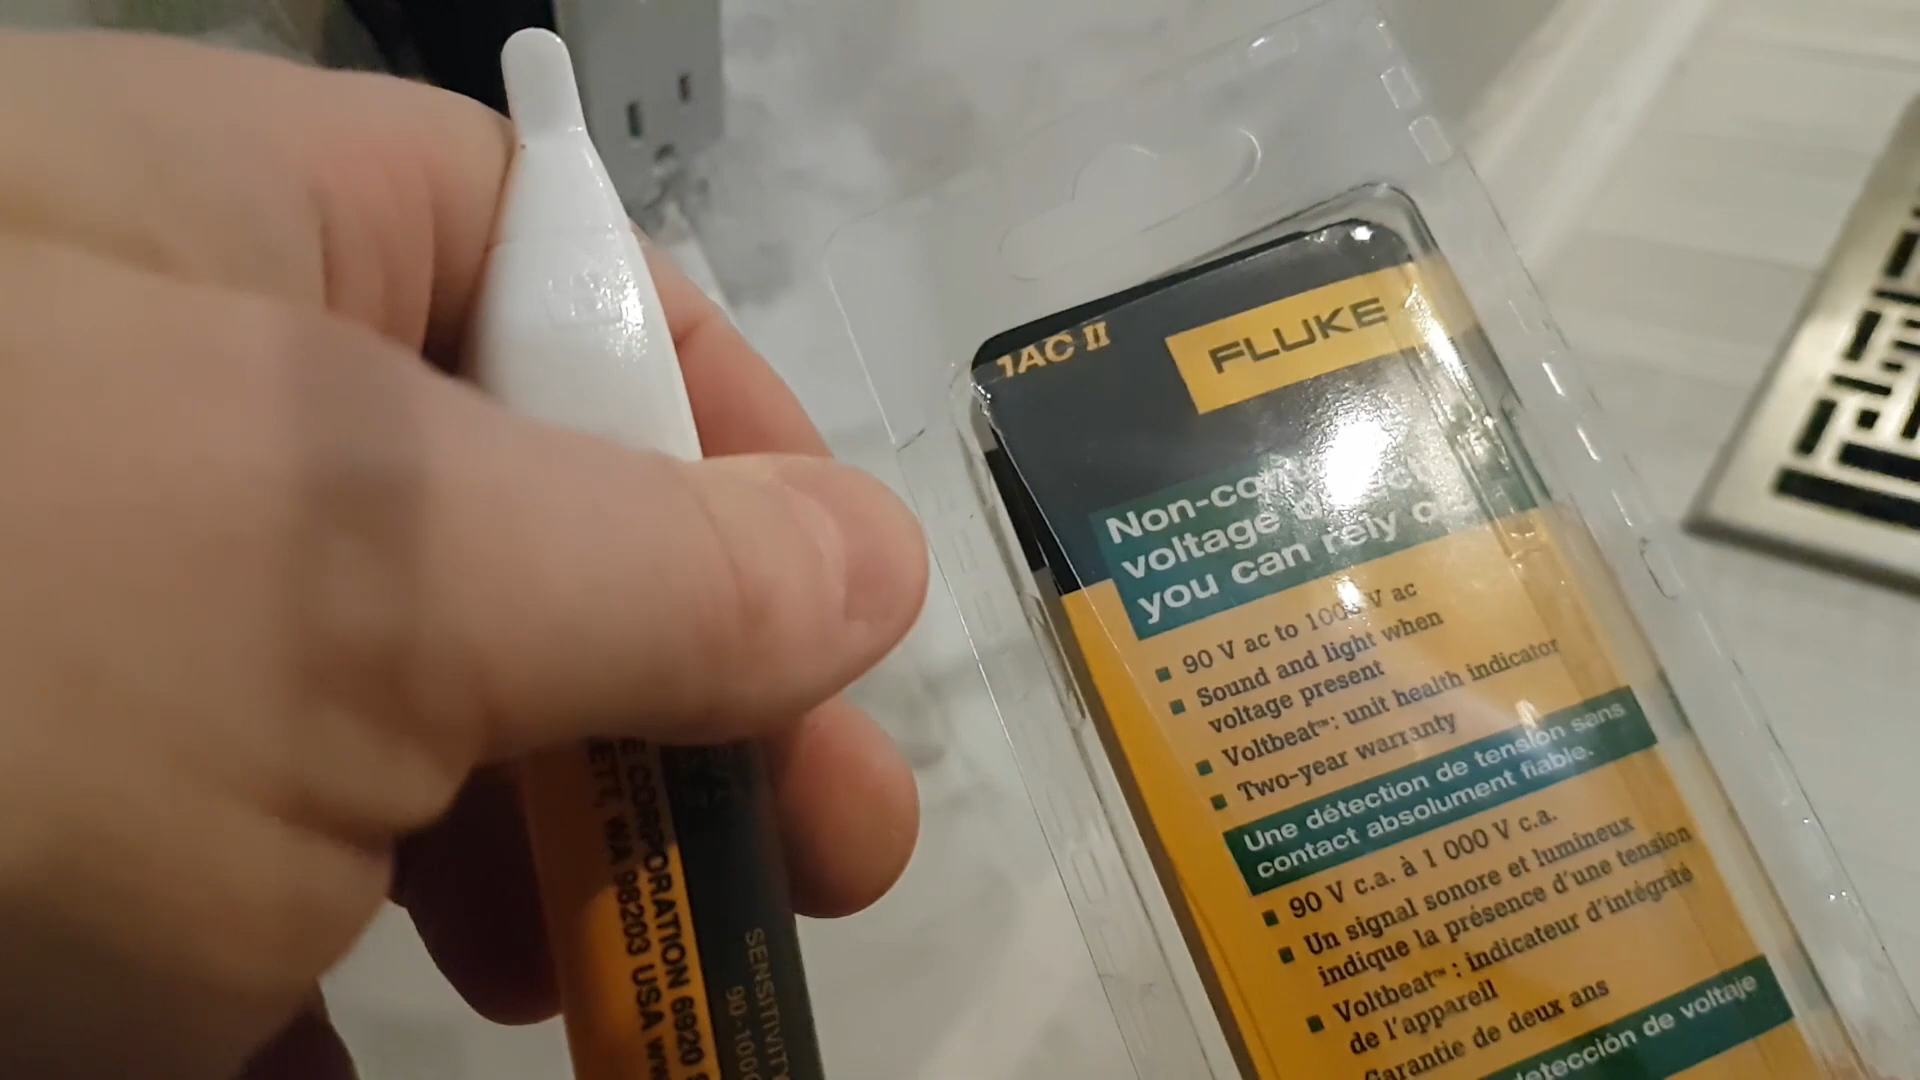 1AC II
FLUKE
voltage
you can rely
90 V ac to 1000 V ac
Sound and light when
voltage present
Voltbeat™: unit health indicator
Two-year warranty
Une détection de tension sans
contact absolument fiable.
90 V c.a. à 1 000 V c.a.
Un signal sonore et lumineux
indique la présence d'une tension
Voltbeat™ : indicateur d'intégrité
de l'appareil
Garantie de deux ans
detección de voltaje
CORPORATION 6920
WA 98203 USA
SENSITIVITY